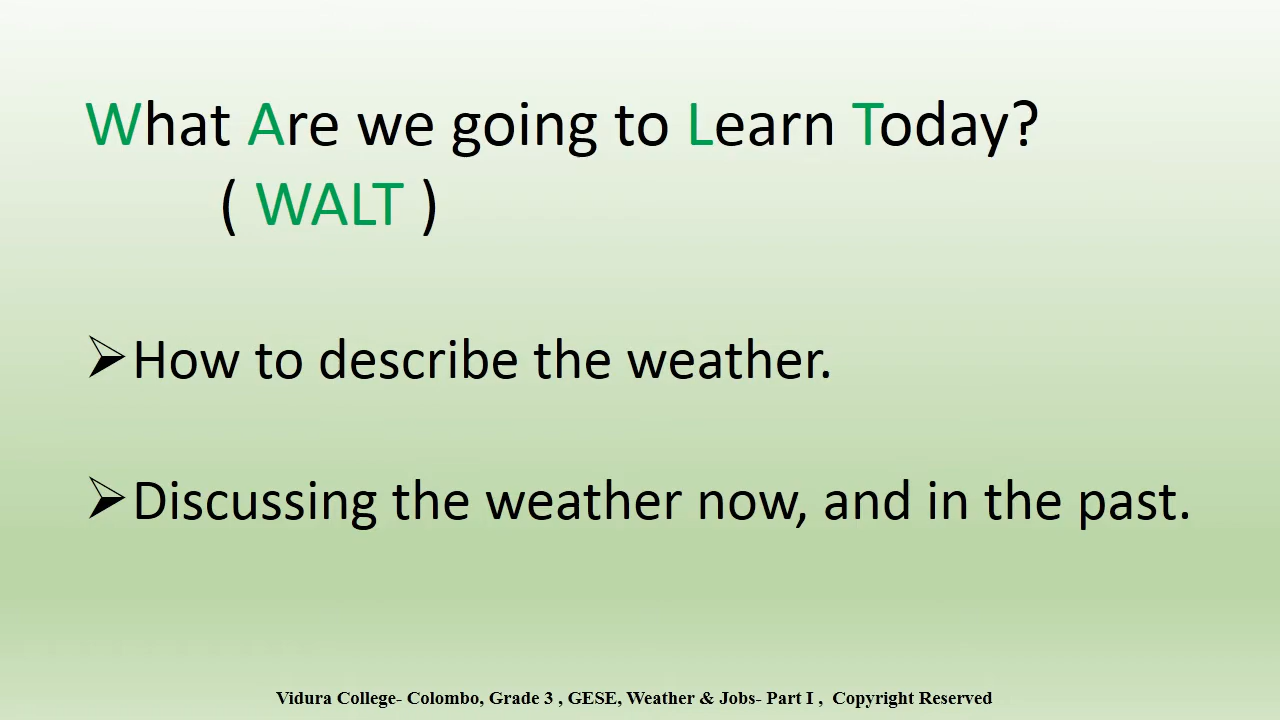 What Are we going to Learn Today?
( WALT )
➢How to describe the weather.
➢Discussing the weather now, and in the past.
Vidura College- Colombo, Grade 3 , GESE, Weather & Jobs- Part I ,  Copyright Reserved